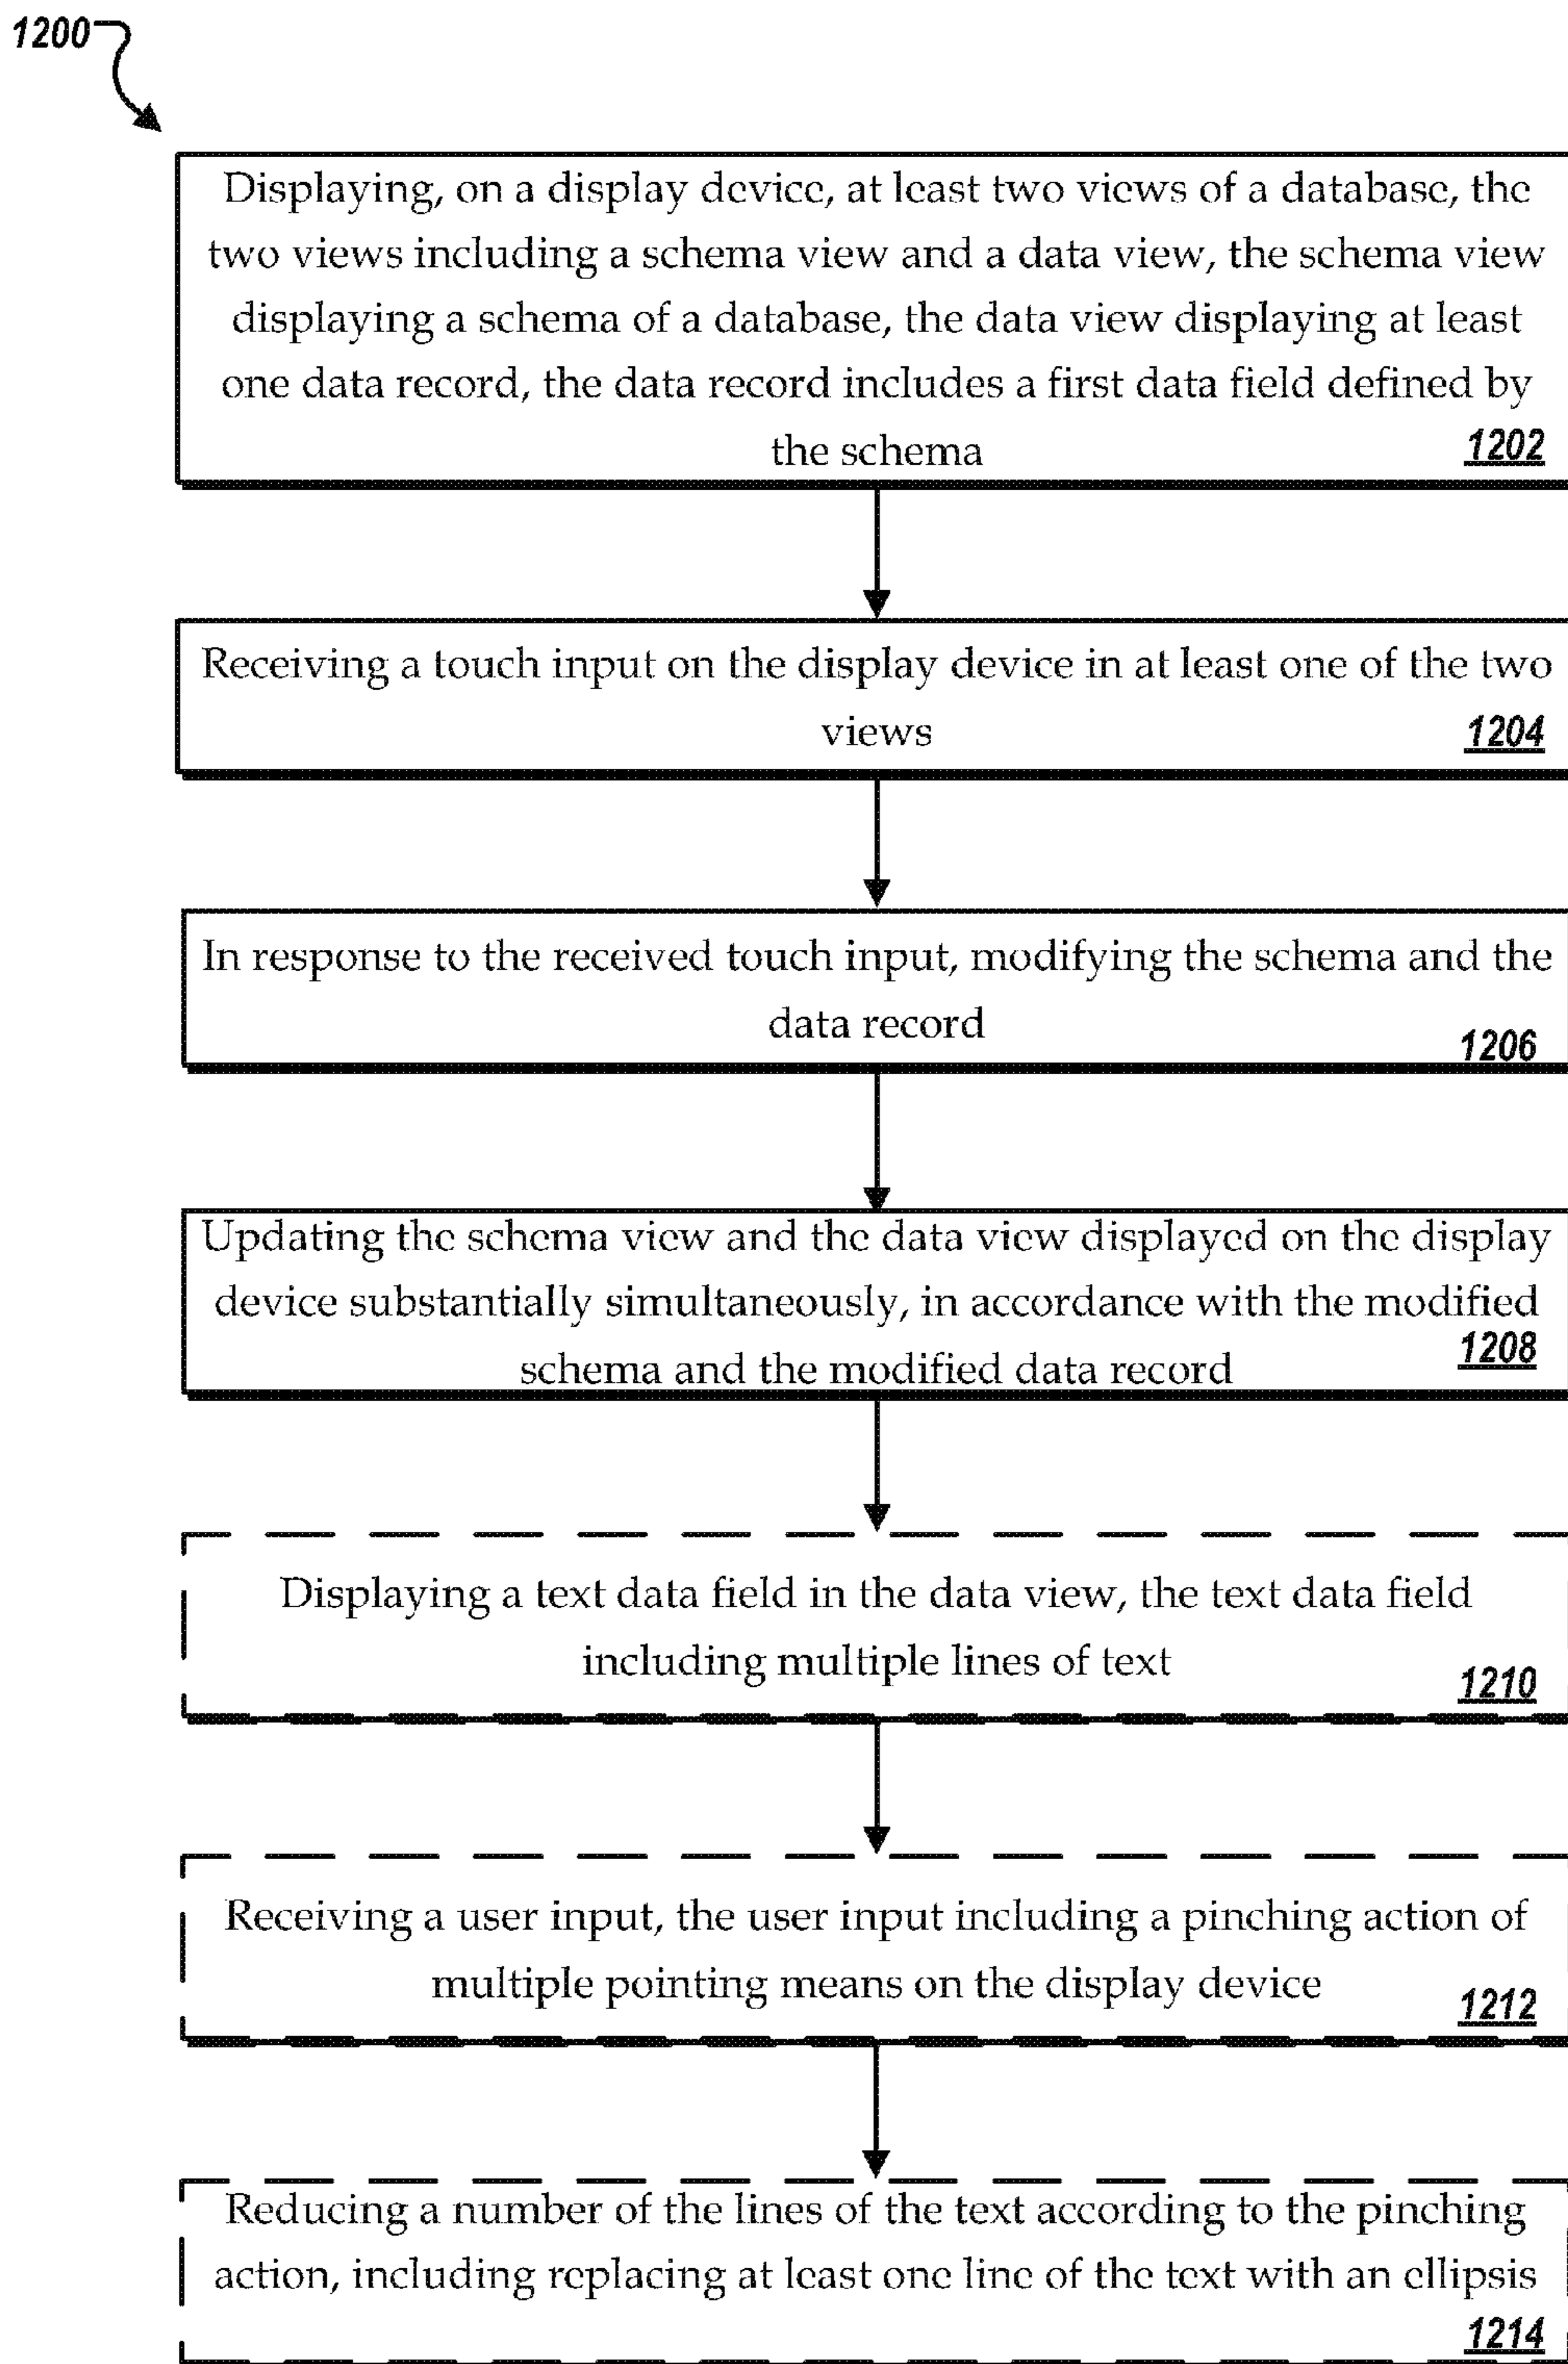 1200
Displaying, on a display device, at least two views of a database, the
two views including a schema view and a data view, the schema view
displaying a schema of a database, the data view displaying at least
one data record, the data record includes a first data field defined by
the schema
1202
Receiving a touch input on the display device in at least one of the two
views
1204
In response to the received touch input, modifying the schema and the
data record
1206
Updating the schema view and the data view displayed on the display
device substantially simultaneously, in accordance with the modified
schema and the modified data record
1208
Displaying a text data field in the data view, the text data field
including multiple lines of text
1210
Receiving a user input, the user input including a pinching action of
multiple pointing means on the display device
1212
Reducing a number of the lines of the text according to the pinching
action, including replacing at least one line of the text with an ellipsis
1214